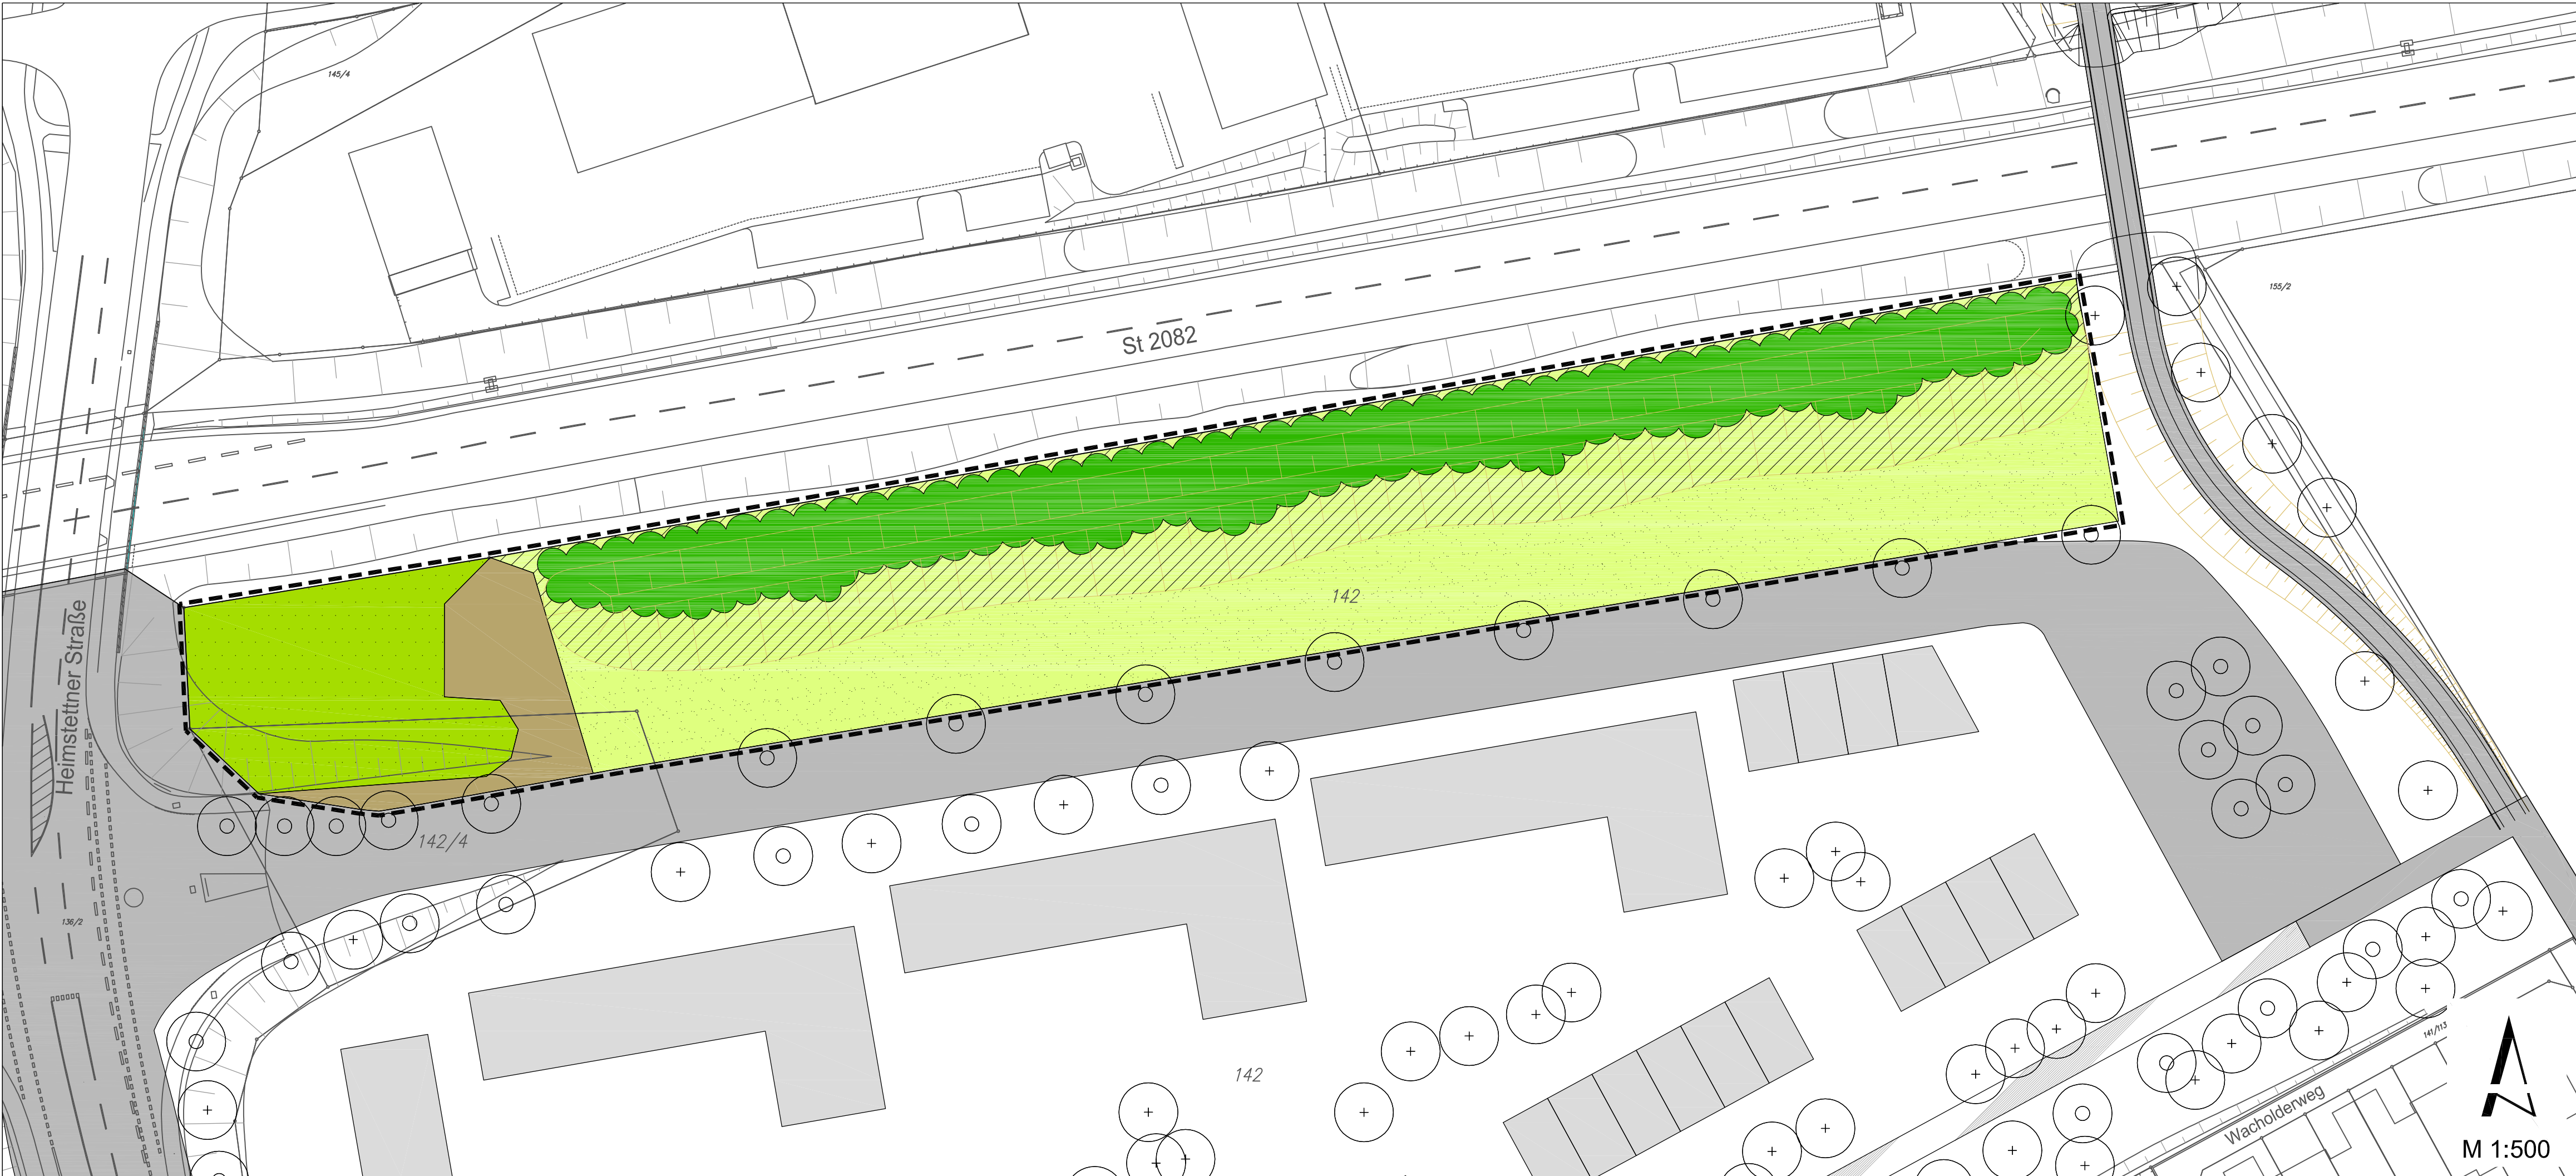 145/4
St 2082
155/2
142
Heimstettner Straße
142/4
136/2
142
141/113
Wacholderweg
M 1:500